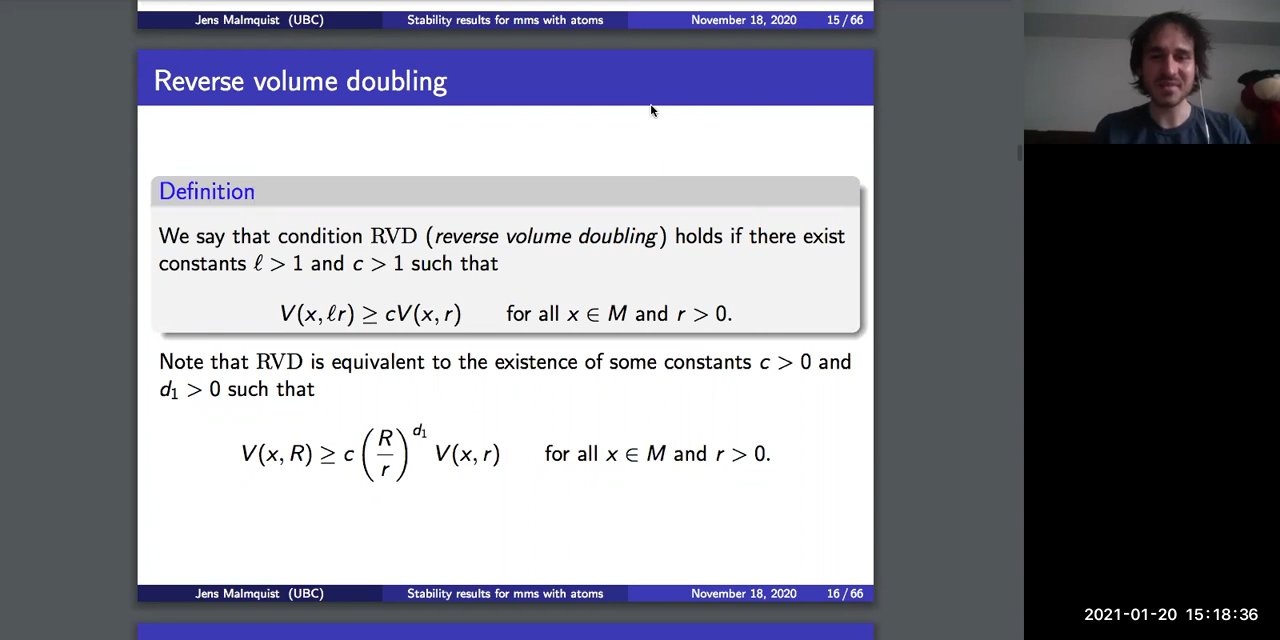 Jens Malmquist (UBC) Stability results for mms with atoms November 18, 2020 15 / 66
Reverse volume doubling
Definition
We say that condition RVD (reverse volume doubling) holds if there exist
constants ℓ > 1 and c > 1 such that
V(x, ℓr) ≥ cV(x, r) for all x ∈ M and r > 0.
Note that RVD is equivalent to the existence of some constants c > 0 and
d₁ > 0 such that
V(x, R) ≥ c (R/r)^d₁ V(x, r) for all x ∈ M and r > 0.
Jens Malmquist (UBC) Stability results for mms with atoms November 18, 2020 16 / 66
2021-01-20 15:18:36